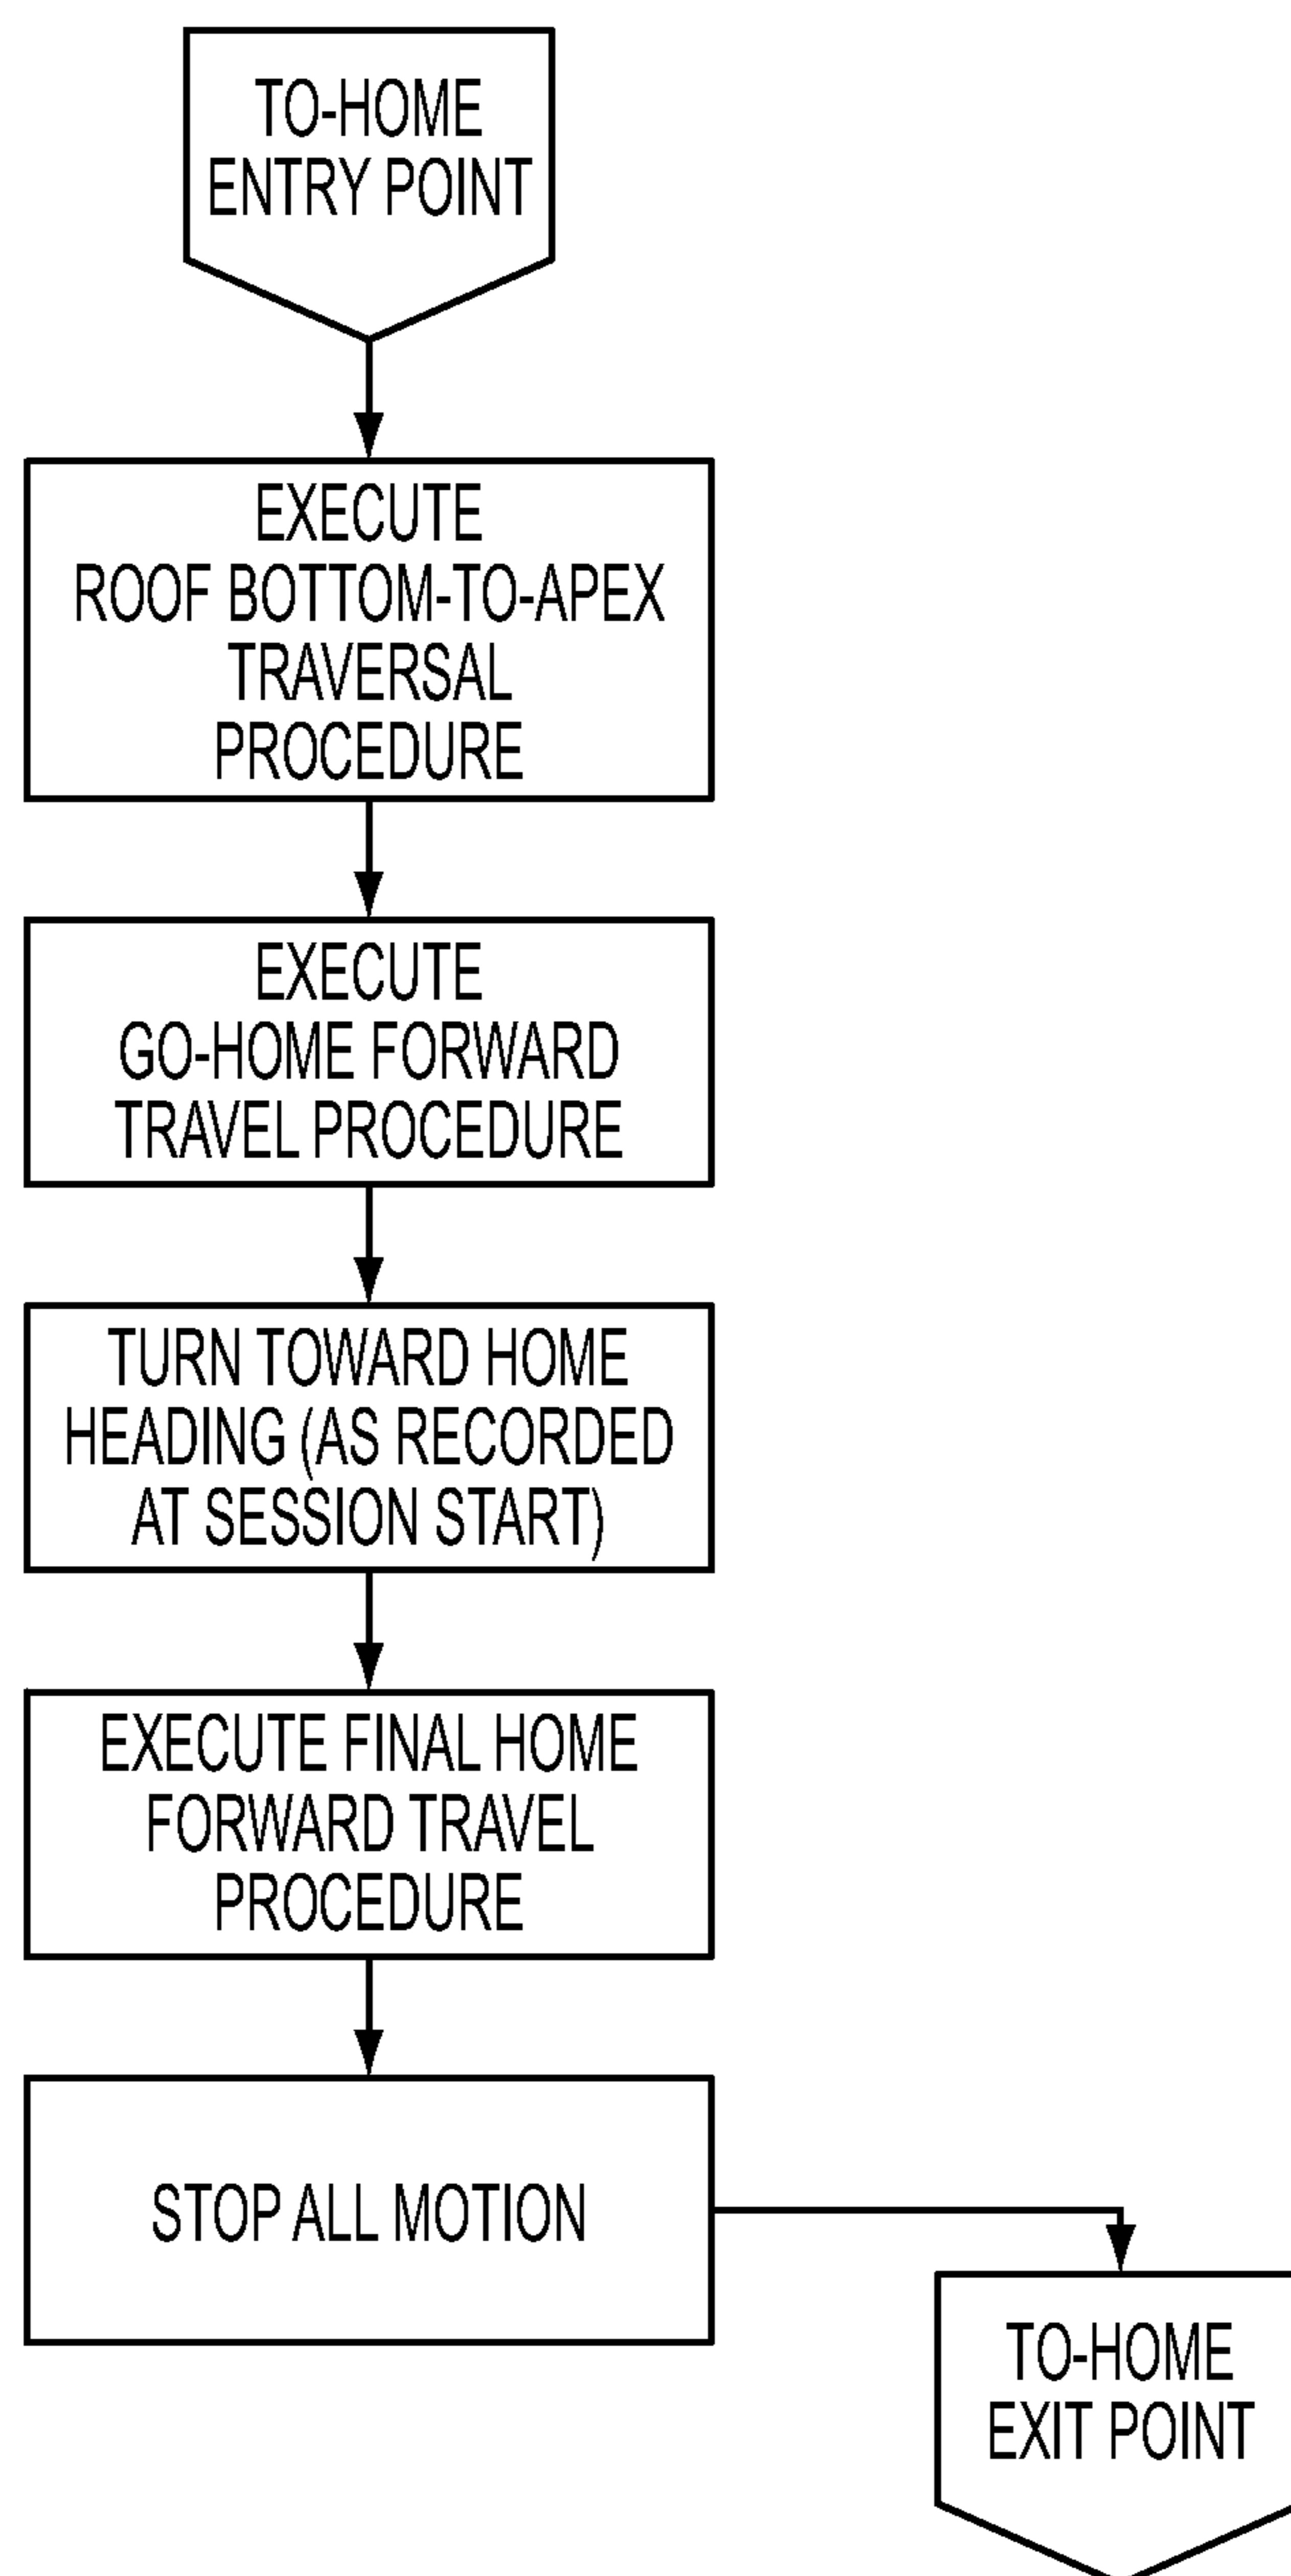 TO-HOME
ENTRY POINT
EXECUTE
ROOF BOTTOM-TO-APEX
TRAVERSAL
PROCEDURE
EXECUTE
GO-HOME FORWARD
TRAVEL PROCEDURE
TURN TOWARD HOME
HEADING (AS RECORDED
AT SESSION START)
EXECUTE FINAL HOME
FORWARD TRAVEL
PROCEDURE
STOP ALL MOTION
TO-HOME
EXIT POINT